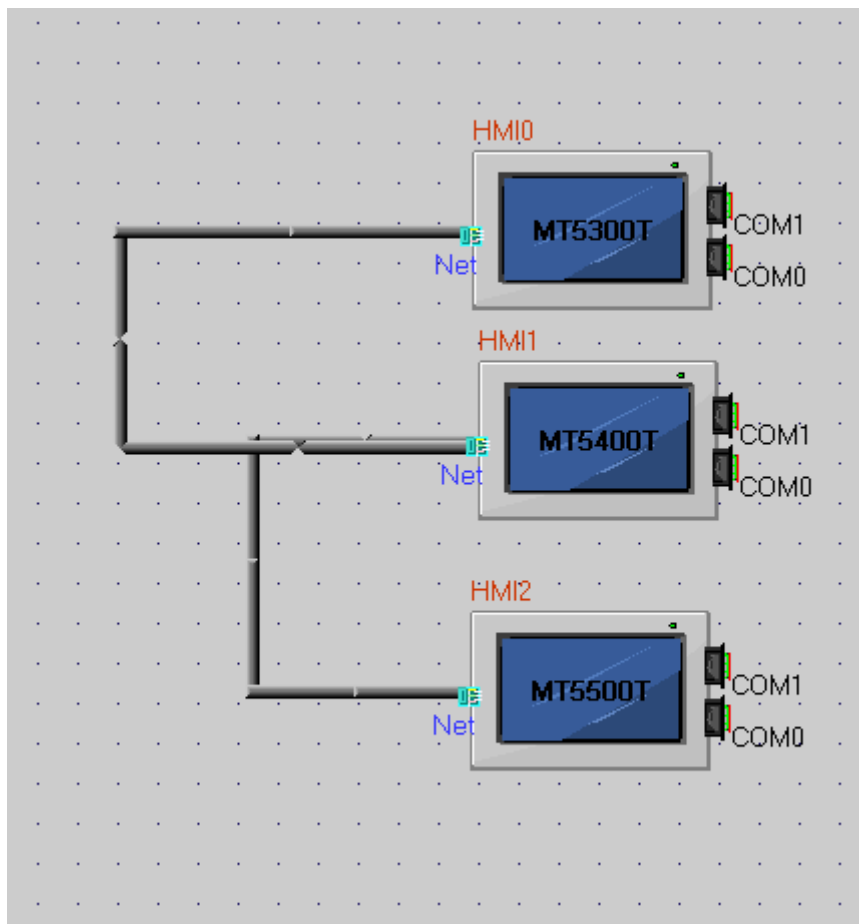 HMI0
MT5300T
COM1
Net
COM0
HMI1
MT5400T
COM1
Net
COM0
HMI2
MT5500T
COM1
Net
COM0